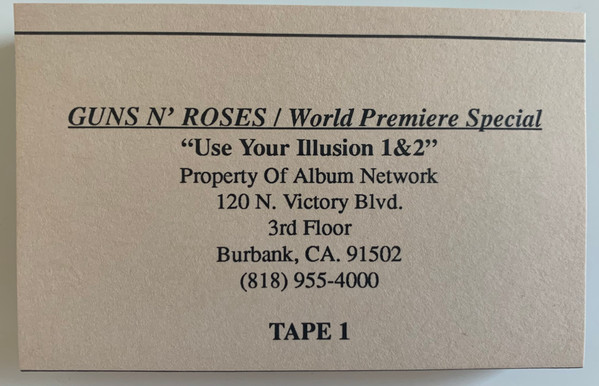 GUNS N’ ROSES / World Premiere Special
“Use Your Illusion 1&2”
Property Of Album Network
120 N. Victory Blvd.
3rd Floor
Burbank, CA. 91502
(818) 955-4000
TAPE 1